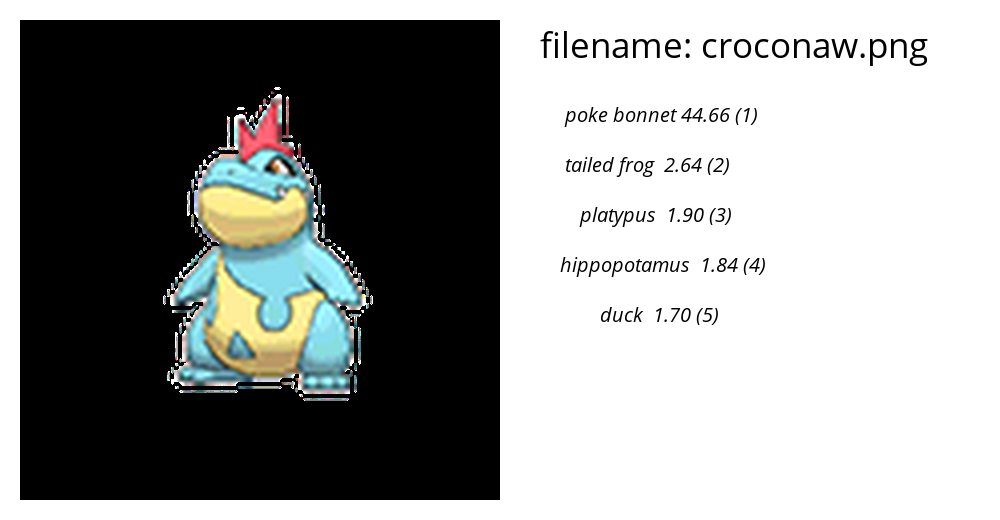 filename: croconaw.png
poke bonnet 44.66 (1)
tailed frog 2.64 (2)
platypus 1.90 (3)
hippopotamus 1.84 (4)
duck 1.70 (5)